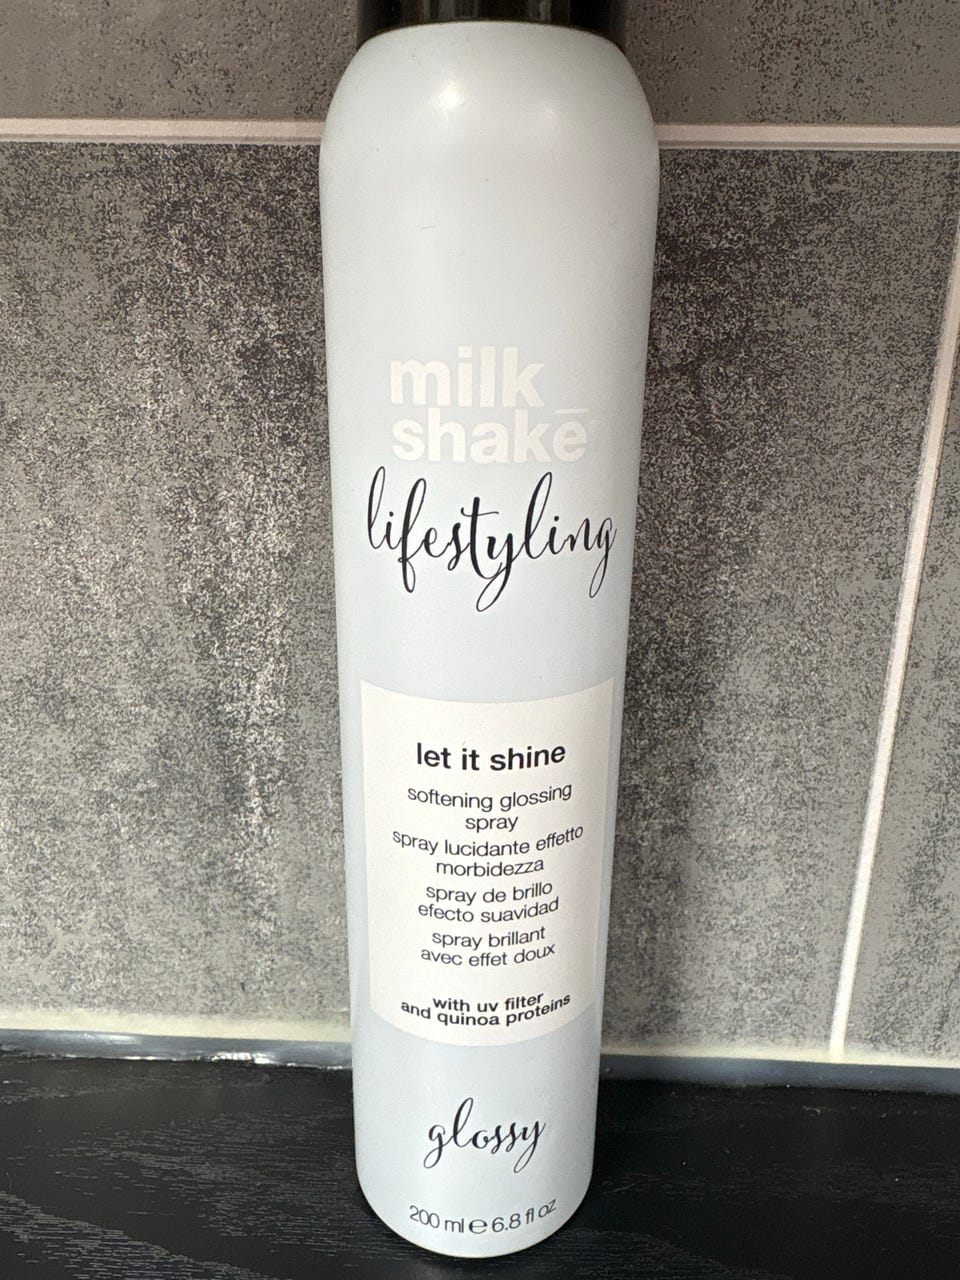 milk
shakē
lifestyling
let it shine
softening glossing
spray
spray lucidante effetto
morbidezza
spray de brillo
efecto suavidad
spray brillant
avec effet doux
with uv filter
and quinoa proteins
glossy
200 ml ℮ 6.8 fl oz